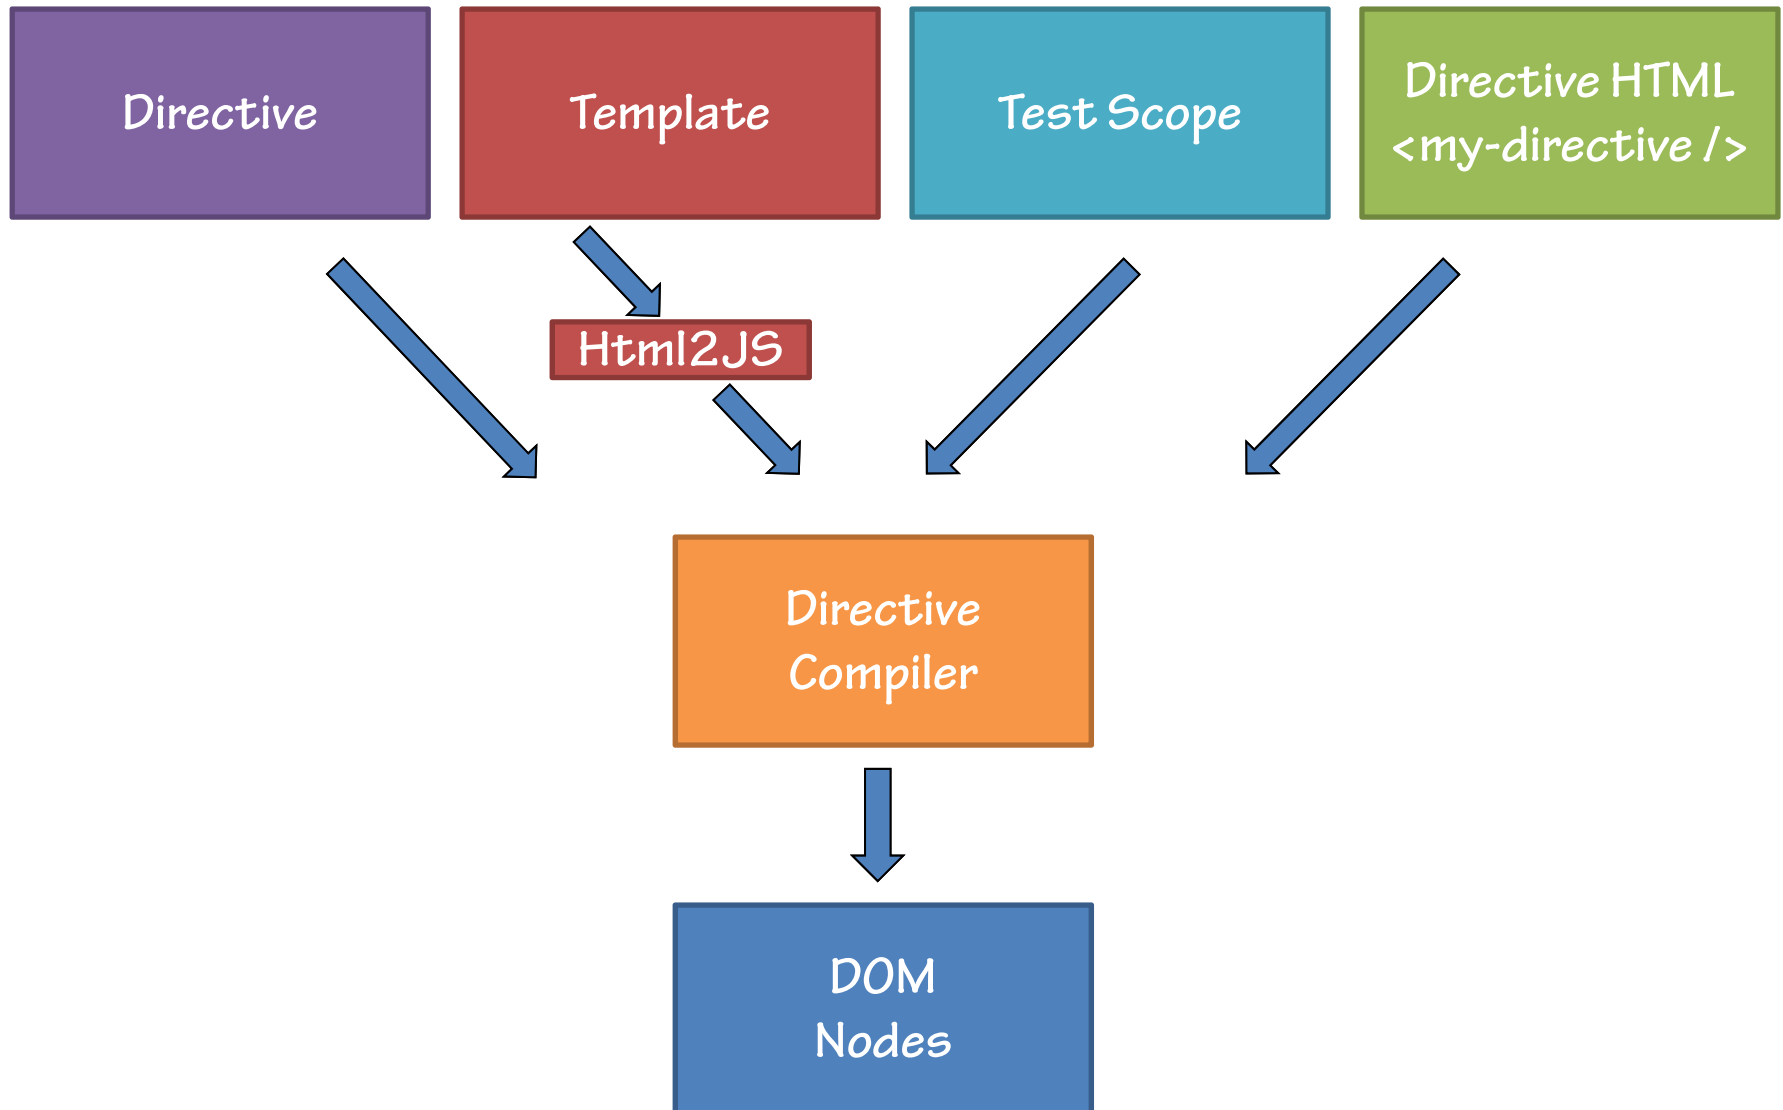 Directive
Template
Test Scope
Directive HTML
<my-directive />
Html2JS
Directive
Compiler
DOM
Nodes